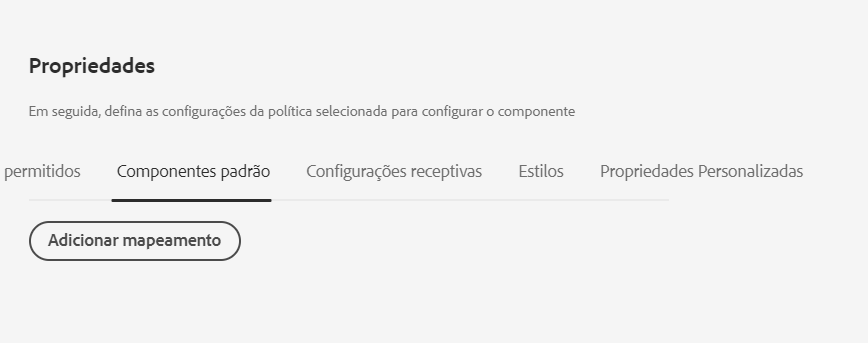 Propriedades
Em seguida, defina as configurações da política selecionada para configurar o componente
permitidos Componentes padrão Configurações receptivas Estilos Propriedades Personalizadas
Adicionar mapeamento